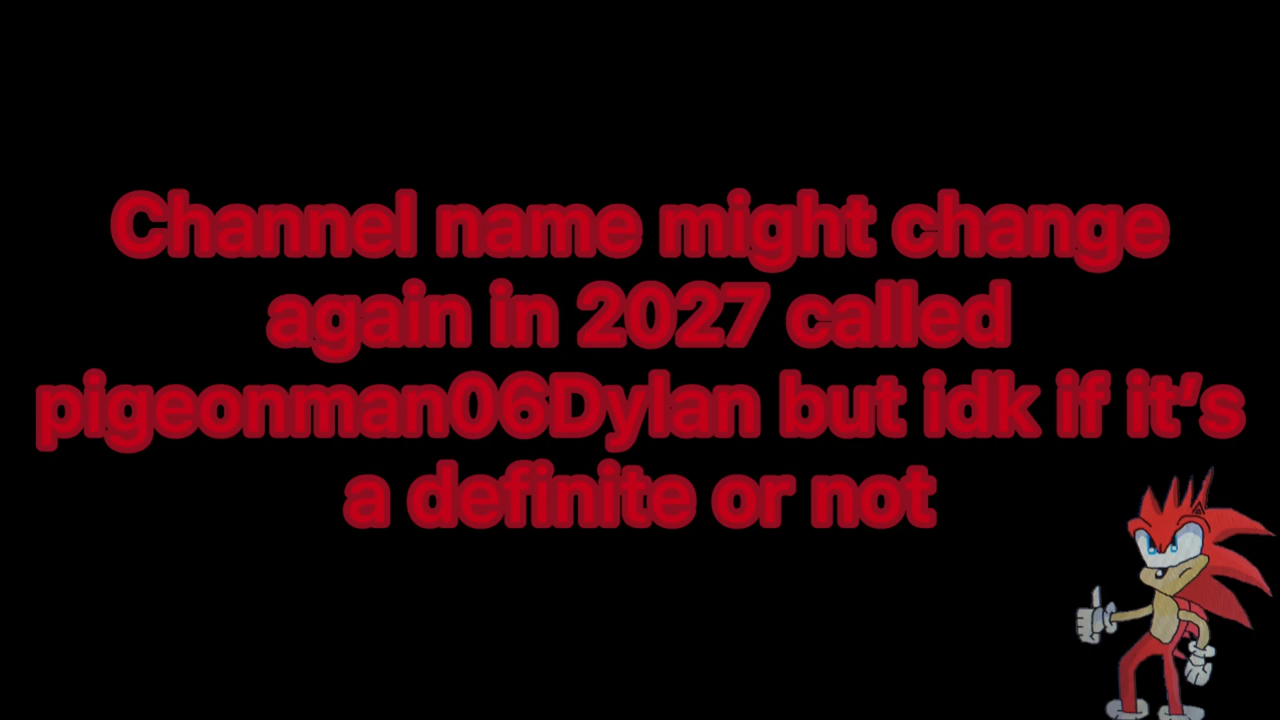 Channel name might change
again in 2027 called
pigeonman06Dylan but idk if it’s
a definite or not